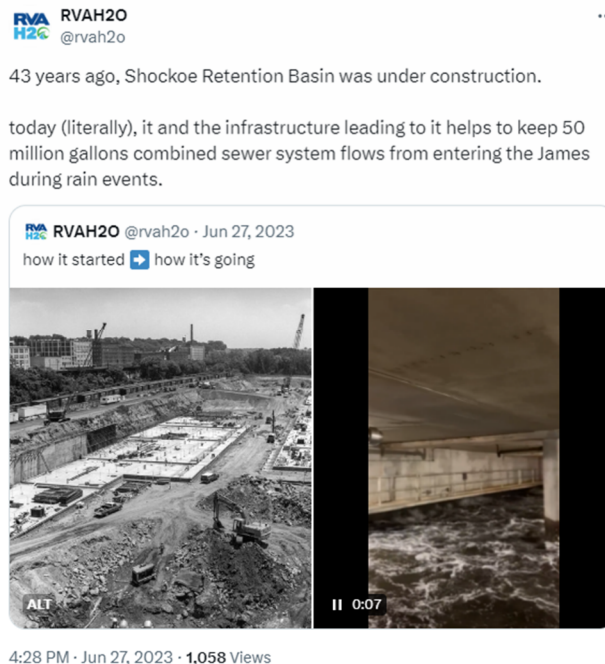 RVA
H2O
RVAH2O
@rvah2o
43 years ago, Shockoe Retention Basin was under construction.
today (literally), it and the infrastructure leading to it helps to keep 50
million gallons combined sewer system flows from entering the James
during rain events.
RVA
H2O
RVAH2O @rvah2o · Jun 27, 2023
how it started ➡️ how it's going
ALT
0:07
4:28 PM · Jun 27, 2023 · 1,058 Views